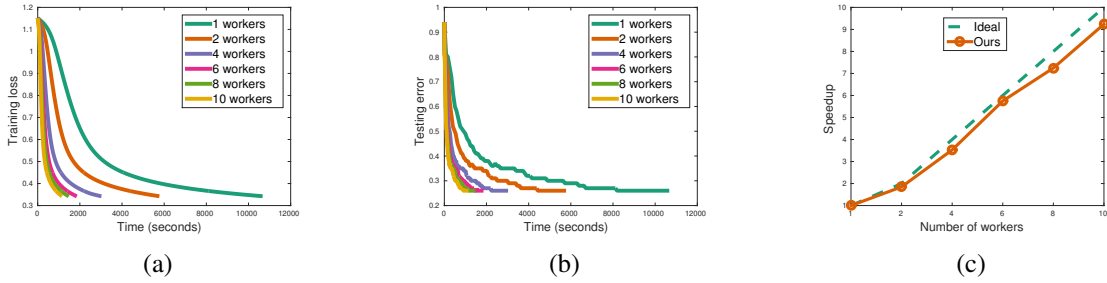 1.2
1.1
1
0.9
0.8
0.7
0.6
0.5
0.4
0.3
0 2000 4000 6000 8000 10000 12000
Training loss
Time (seconds)
1 workers
2 workers
4 workers
6 workers
8 workers
10 workers
(a)
1
0.9
0.8
0.7
0.6
0.5
0.4
0.3
0.2
0 2000 4000 6000 8000 10000 12000
Testing error
Time (seconds)
1 workers
2 workers
4 workers
6 workers
8 workers
10 workers
(b)
10
9
8
7
6
5
4
3
2
1
1 2 4 6 8 10
Speedup
Number of workers
Ideal
Ours
(c)